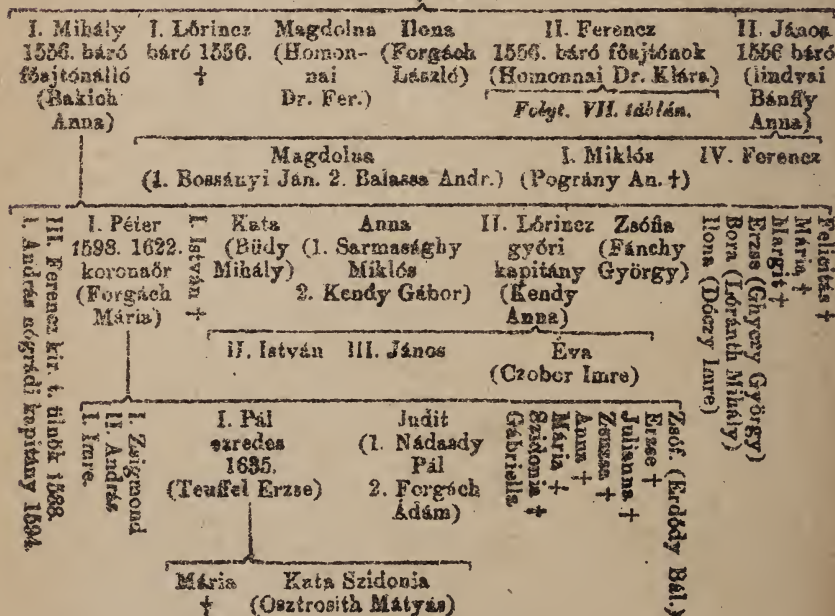 I. Mihály
1556. báró
főajtónálló
(Bakich
Anna)
I. Lőrincz
báró 1556.
†
Magdolna
(Homon-
nai
Dr. Fer.)
Ilona
(Forgách
László)
II. Ferencz
1556. báró főajtónok
(Homonnai Dr. Klára)
Folyt. VII. táblán.
II. János
1556 báró
(lindvai
Bánffy
Anna)
Magdolna
(1. Bossányi Ján. 2. Balassa Andr.)
I. Miklós
(Pográny An. †)
IV. Ferencz
I. András nógrádi kapitány 1594.
III. Ferencz kir. t. ülnök 1588.
I. Péter
1598. 1622.
koronaőr
(Forgách
Mária)
I. István †
Kata
(Büdy
Mihály)
Anna
(1. Sarmasághy
Miklós
2. Kendy Gábor)
II. Lőrincz
győri
kapitány
(Kendy
Anna)
Zsófia
(Fánchy
György)
Ilona (Dóczy Imre)
Bora (Lóránth Mihály)
Erzse (Ghyczy György)
Margit †
Mária †
Felicitás †
II. István
III. János
Éva
(Czobor Imre)
I. Imre.
II. András
I. Zsigmond
I. Pál
ezredes
1635.
(Teuffel Erzse)
Judit
(1. Nádasdy
Pál
2. Forgách
Ádám)
Gábriella
Szidonia †
Mária †
Anna †
Zsuzsa †
Julianna †
Erzse †
Zsóf. (Erdődy Bál.)
Mária
†
Kata Szidonia
(Osztrosith Mátyás)